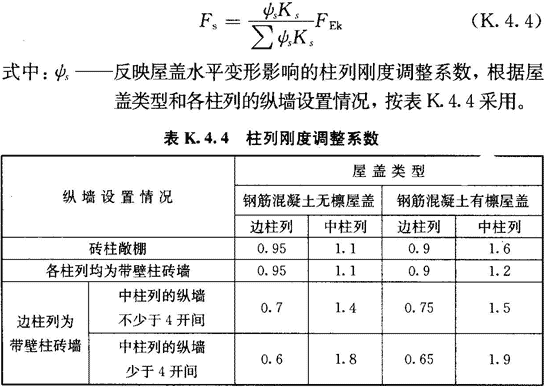 F_s = ψ_s K_s / ∑ ψ_s K_s F_Ek (K.4.4)
式中：ψ_s ——反映屋盖水平变形影响的柱列刚度调整系数，根据屋
盖类型和各柱列的纵墙设置情况，按表 K.4.4 采用。
表 K.4.4 柱列刚度调整系数
纵墙设置情况 屋盖类型
钢筋混凝土无檩屋盖 钢筋混凝土有檩屋盖
边柱列 中柱列 边柱列 中柱列
砖柱敞棚 0.95 1.1 0.9 1.6
各柱列均为带壁柱砖墙 0.95 1.1 0.9 1.2
边柱列为
带壁柱砖墙
中柱列的纵墙
不少于 4 开间
0.7 1.4 0.75 1.5
中柱列的纵墙
少于 4 开间
0.6 1.8 0.65 1.9